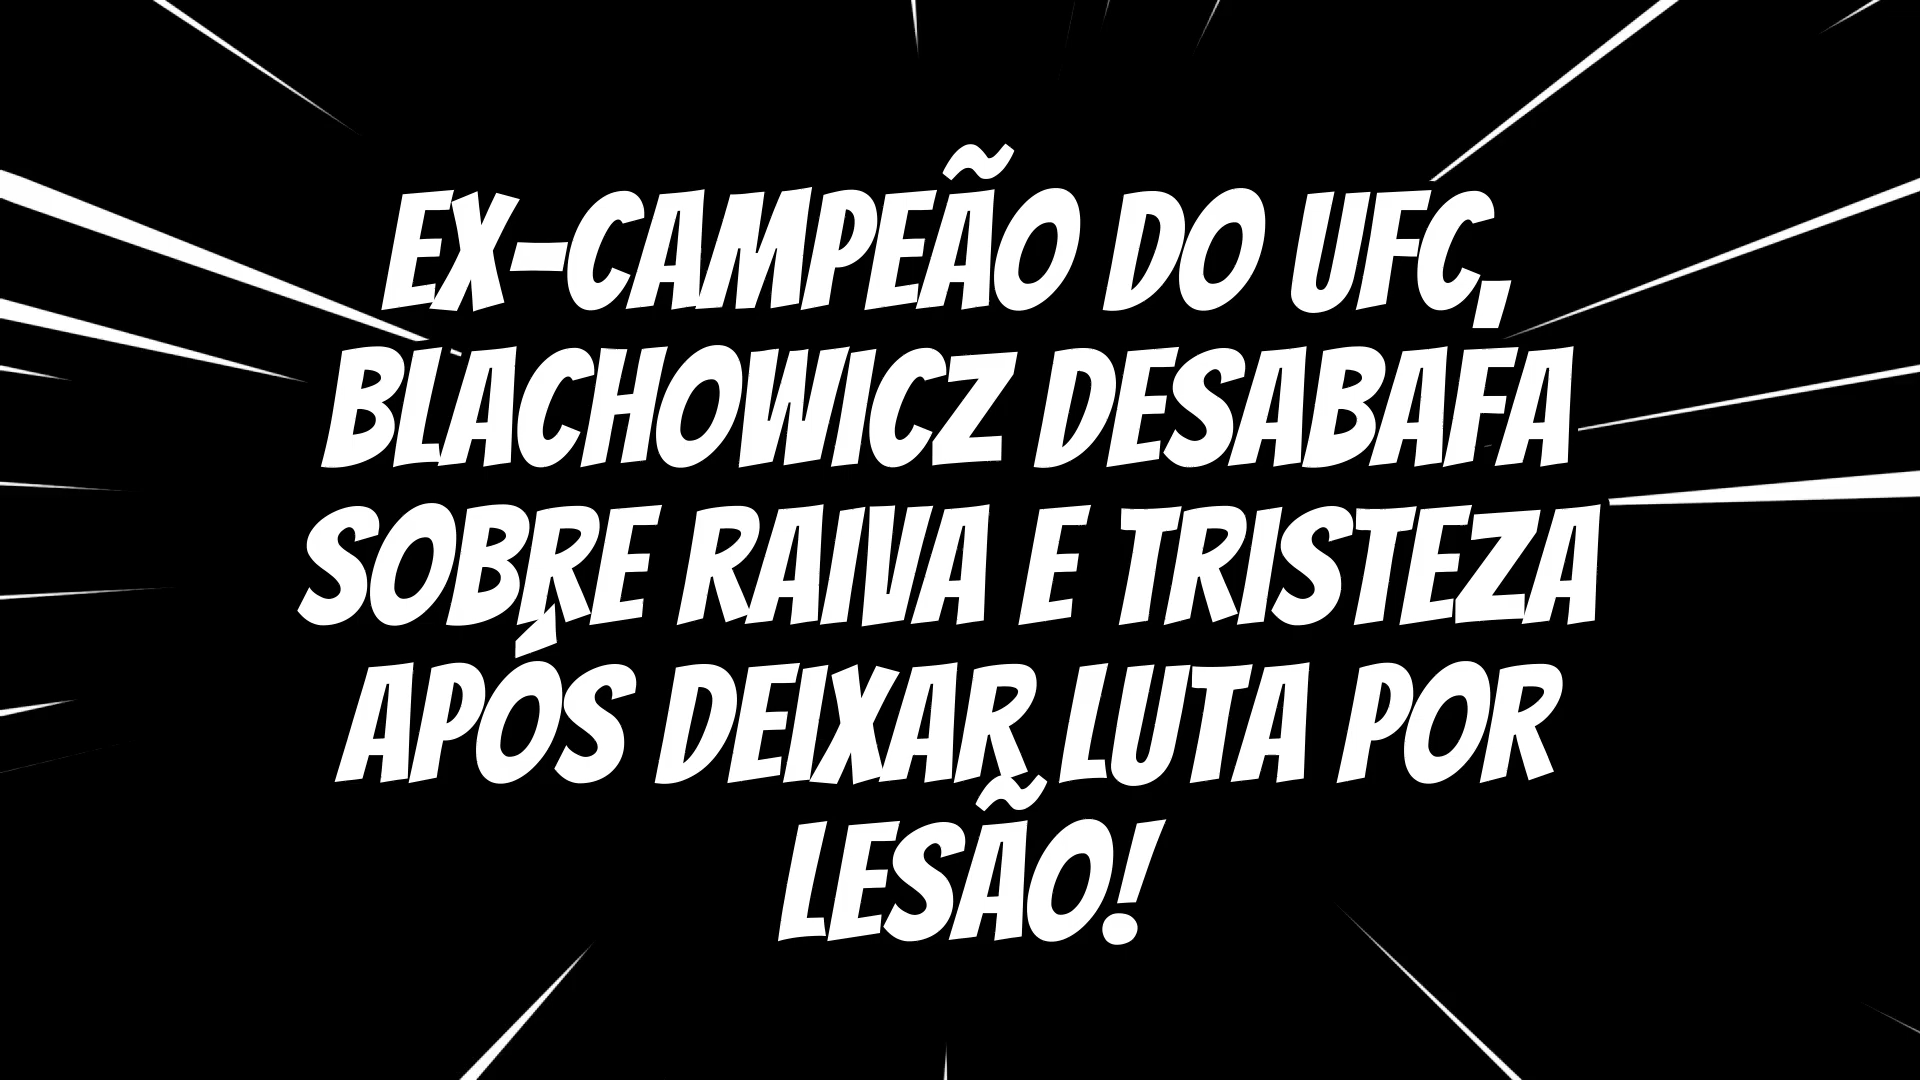 EX-CAMPEÃO DO UFC,
BLACHOWICZ DESABAFA
SOBRE RAIVA E TRISTEZA
APÓS DEIXAR LUTA POR
LESÃO!